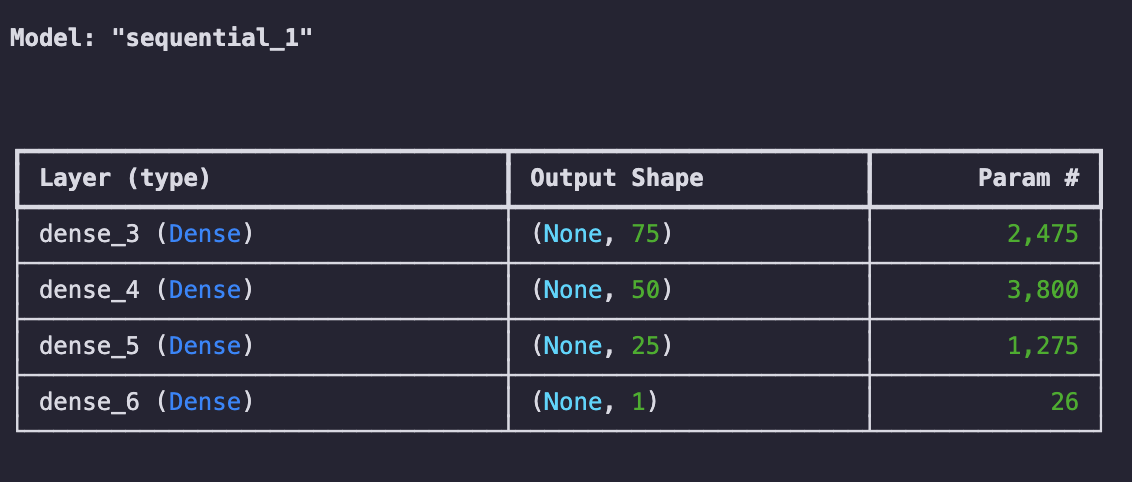 Model: "sequential_1"
Layer (type) Output Shape Param #
dense_3 (Dense) (None, 75) 2,475
dense_4 (Dense) (None, 50) 3,800
dense_5 (Dense) (None, 25) 1,275
dense_6 (Dense) (None, 1) 26